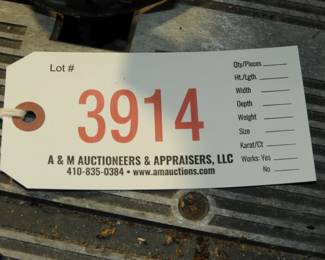 Lot #
3914
A & M AUCTIONEERS & APPRAISERS, LLC
410-835-0384 • www.amauctions.com
Qty/Pieces
Ht./Lgth.
Width
Depth
Weight
Size
Karat/Ct
Works: Yes
No